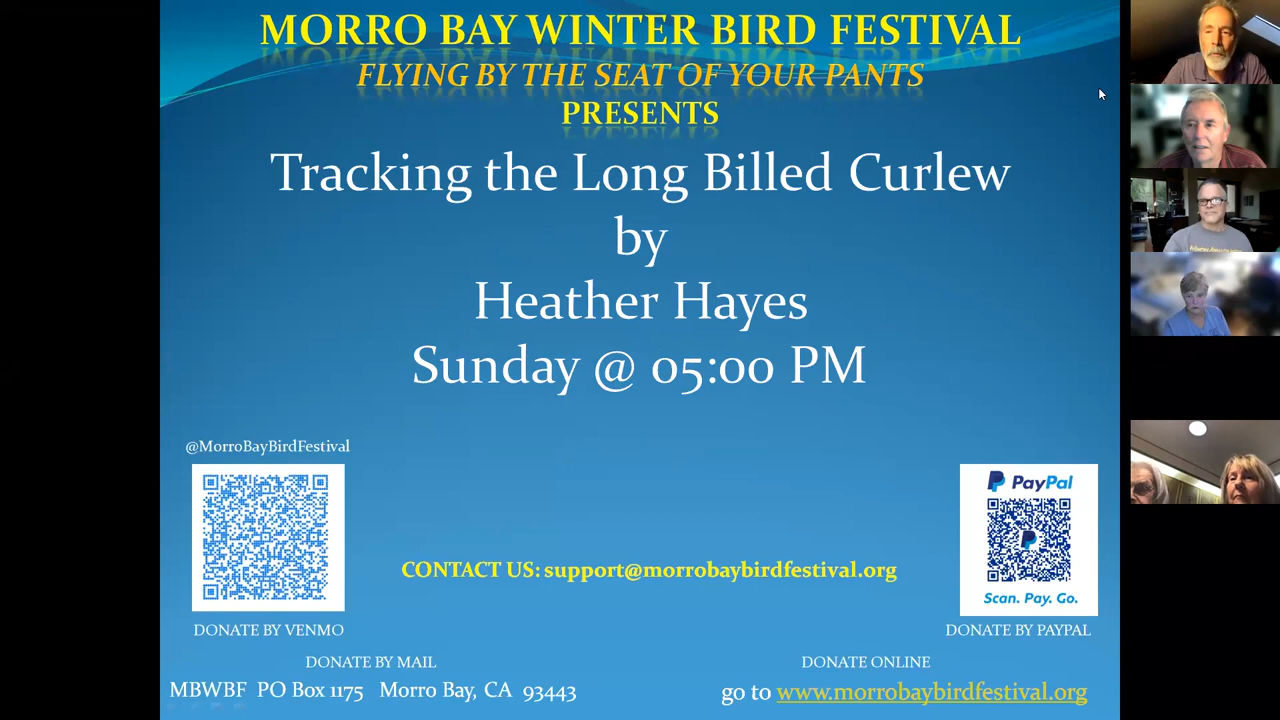 MORRO BAY WINTER BIRD FESTIVAL
FLYING BY THE SEAT OF YOUR PANTS
PRESENTS
Tracking the Long Billed Curlew
by
Heather Hayes
Sunday @ 05:00 PM
@MorroBayBirdFestival
PayPal
CONTACT US: support@morrobaybirdfestival.org
Scan. Pay. Go.
DONATE BY VENMO
DONATE BY PAYPAL
DONATE BY MAIL
DONATE ONLINE
MBWBF PO Box 1175 Morro Bay, CA 93443
go to www.morrobaybirdfestival.org